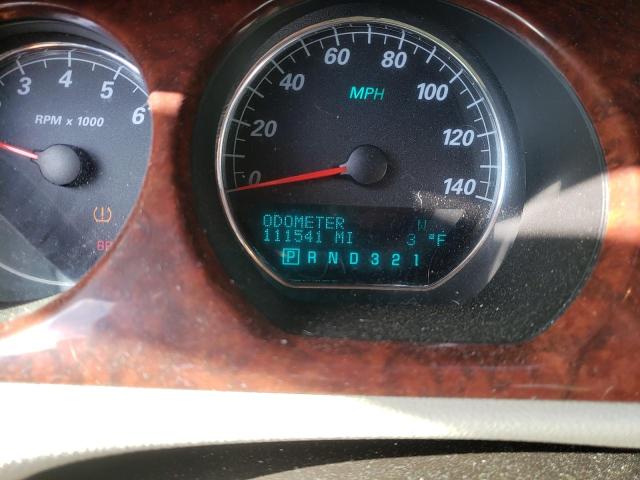 3 4 5 6
RPM x 1000
0 20 40 60 80 100 120 140
MPH
ODOMETER W
111541 MI 3 °F
P R N D 3 2 1